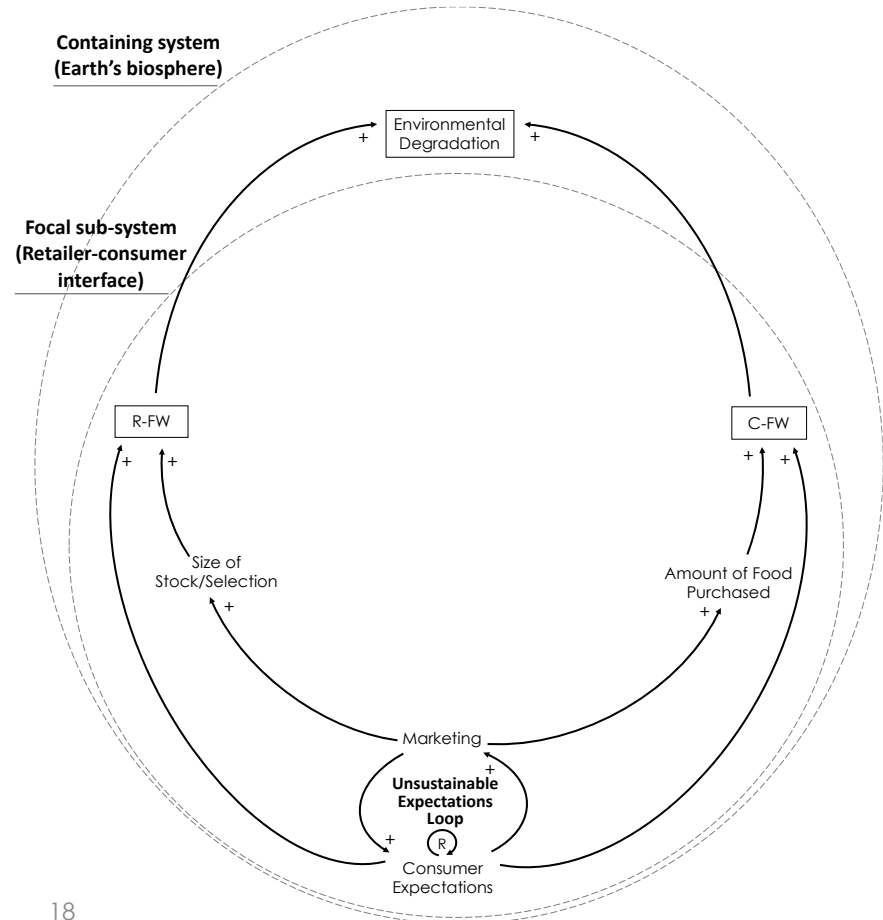 Containing system
(Earth's biosphere)
Environmental
Degradation
+
+
Focal sub-system
(Retailer-consumer
interface)
R-FW
C-FW
+
+
+
+
Size of
Stock/Selection
Amount of Food
Purchased
+
+
Marketing
+
Unsustainable
Expectations
Loop
+
R
Consumer
Expectations
18